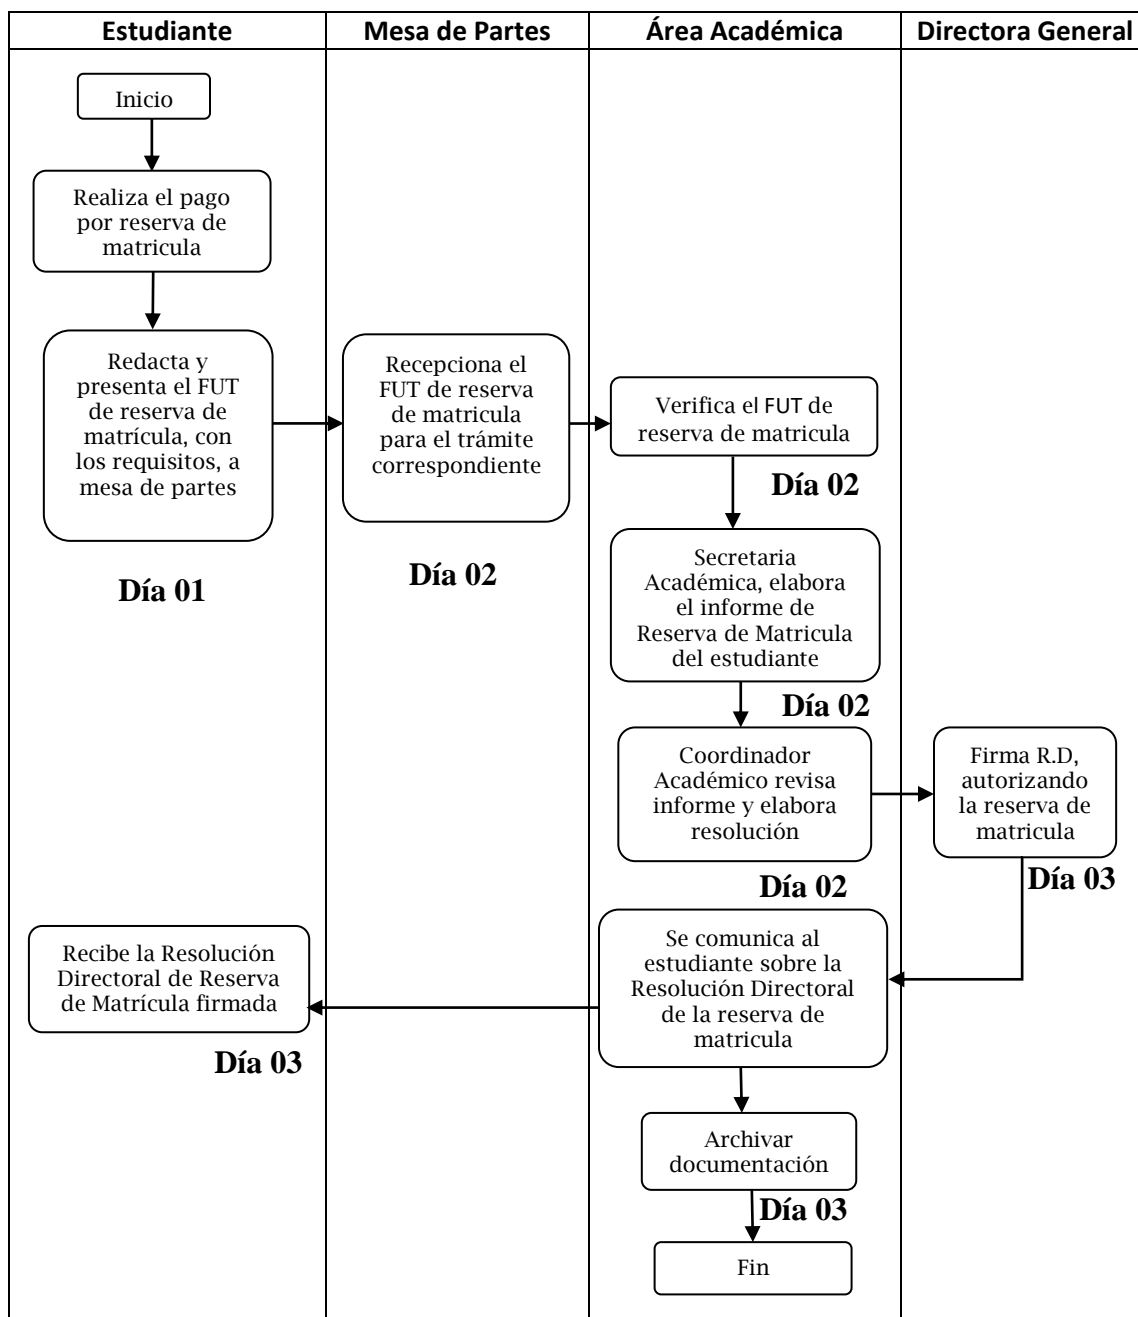 Estudiante
Mesa de Partes
Área Académica
Directora General
Inicio
Realiza el pago
por reserva de
matricula
Redacta y
presenta el FUT
de reserva de
matrícula, con
los requisitos, a
mesa de partes
Día 01
Recepciona el
FUT de reserva
de matricula
para el trámite
correspondiente
Día 02
Verifica el FUT de
reserva de matricula
Día 02
Secretaria
Académica, elabora
el informe de
Reserva de Matricula
del estudiante
Día 02
Coordinador
Académico revisa
informe y elabora
resolución
Día 02
Firma R.D,
autorizando
la reserva de
matricula
Día 03
Se comunica al
estudiante sobre la
Resolución Directoral
de la reserva de
matricula
Recibe la Resolución
Directoral de Reserva
de Matrícula firmada
Día 03
Archivar
documentación
Día 03
Fin